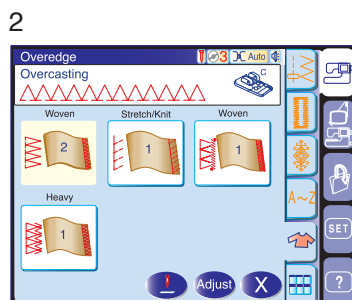 2
Overedge 3 Auto
Overcasting C
Woven Stretch/Knit Woven
2 1 1
Heavy
1
A~Z
SET
Adjust X ?